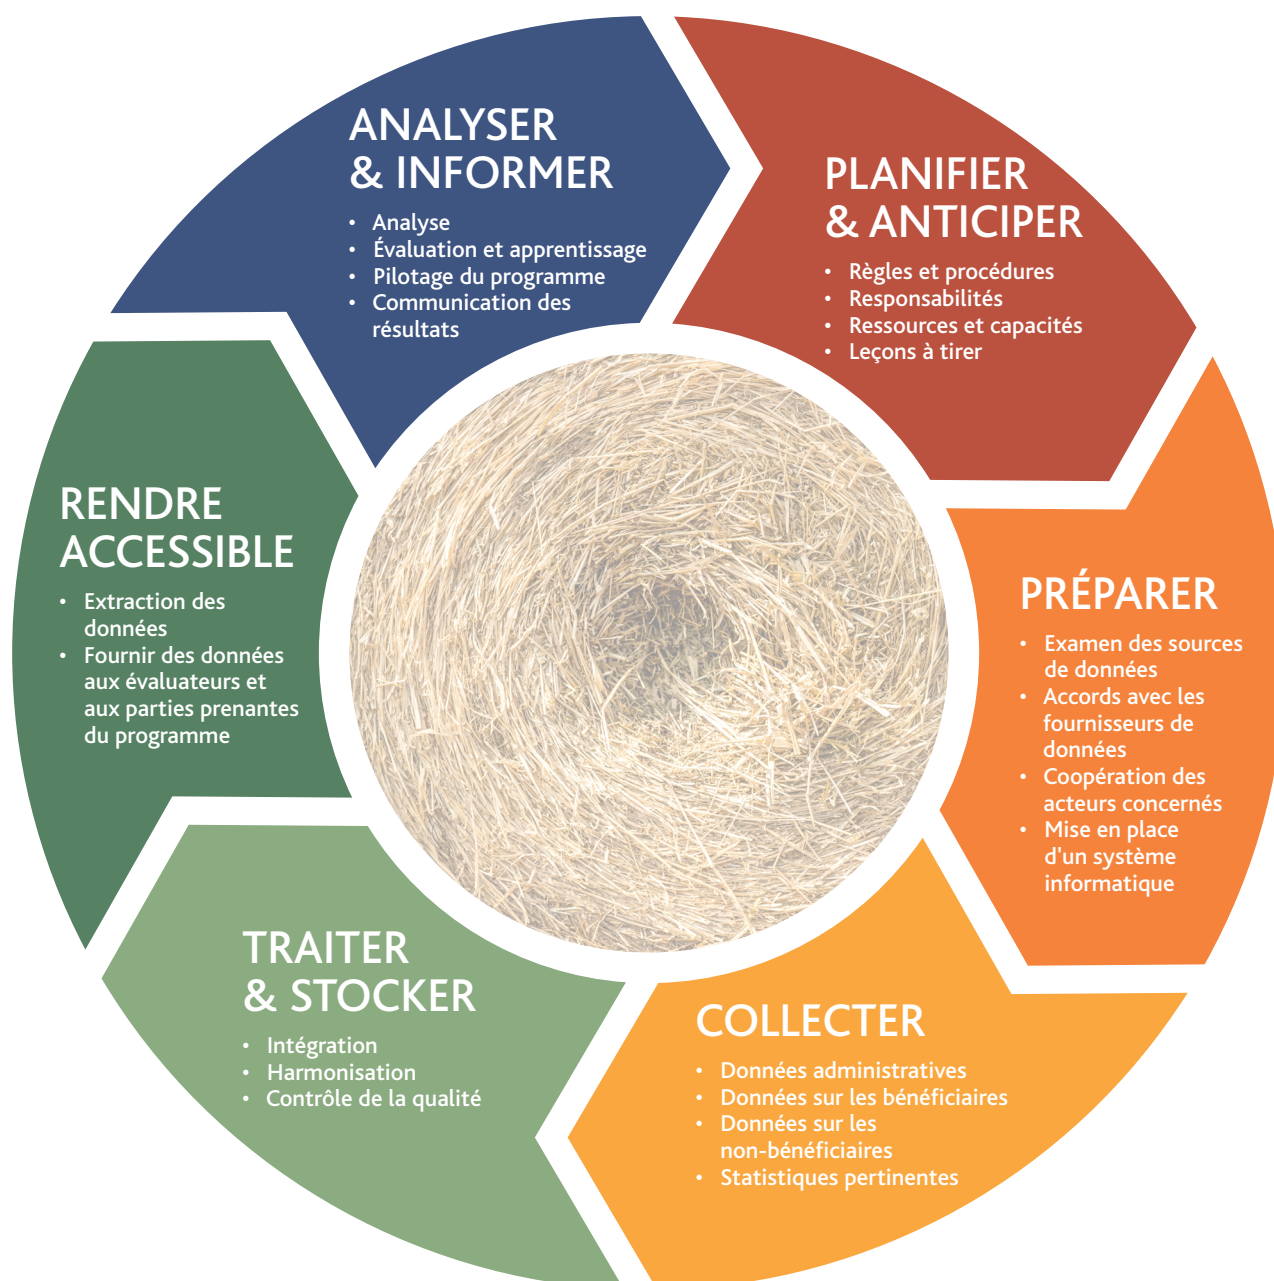 ANALYSER
& INFORMER
• Analyse
• Évaluation et apprentissage
• Pilotage du programme
• Communication des
résultats
PLANIFIER
& ANTICIPER
• Règles et procédures
• Responsabilités
• Ressources et capacités
• Leçons à tirer
PRÉPARER
• Examen des sources
de données
• Accords avec les
fournisseurs de
données
• Coopération des
acteurs concernés
• Mise en place
d'un système
informatique
COLLECTER
• Données administratives
• Données sur les bénéficiaires
• Données sur les
non-bénéficiaires
• Statistiques pertinentes
TRAITER
& STOCKER
• Intégration
• Harmonisation
• Contrôle de la qualité
RENDRE
ACCESSIBLE
• Extraction des
données
• Fournir des données
aux évaluateurs et
aux parties prenantes
du programme